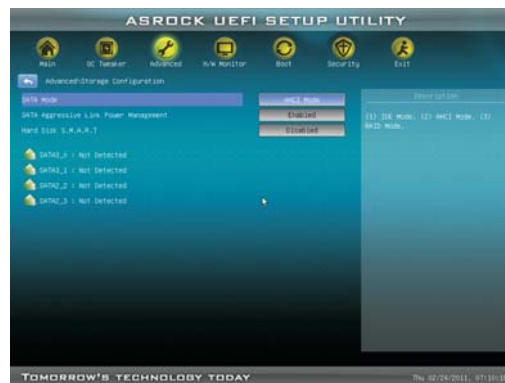 ASROCK UEFI SETUP UTILITY
Main OC Tweaker Advanced H/W Monitor Boot Security Exit
Advanced\Storage Configuration
SATA Mode AHCI Mode
SATA Aggressive Link Power Management Enabled
Hard Disk S.M.A.R.T Disabled
SATA3_0 : Not Detected
SATA3_1 : Not Detected
SATA2_2 : Not Detected
SATA2_3 : Not Detected
Description
(1) IDE Mode. (2) AHCI Mode. (3)
RAID Mode.
TOMORROW'S TECHNOLOGY TODAY
Thu 02/24/2011,